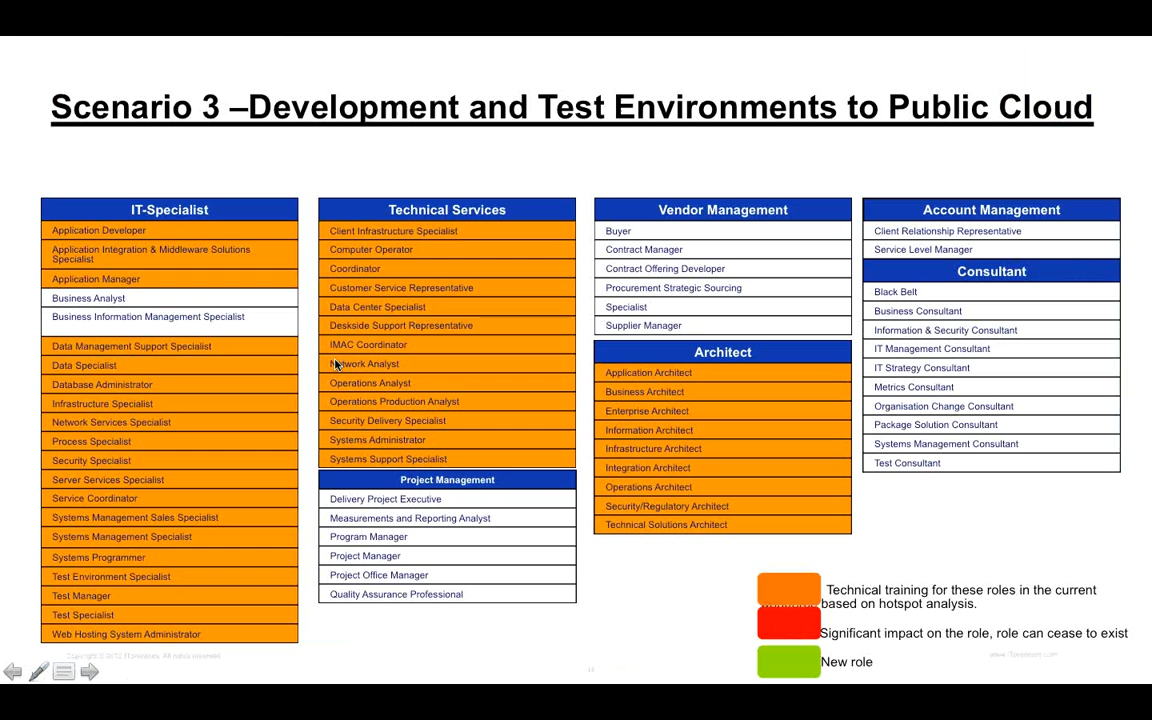 Scenario 3 –Development and Test Environments to Public Cloud
IT-Specialist
Application Developer
Application Integration & Middleware Solutions
Specialist
Application Manager
Business Analyst
Business Information Management Specialist
Data Management Support Specialist
Data Specialist
Database Administrator
Infrastructure Specialist
Network Services Specialist
Process Specialist
Security Specialist
Server Services Specialist
Service Coordinator
Systems Management Sales Specialist
Systems Management Specialist
Systems Programmer
Test Environment Specialist
Test Manager
Test Specialist
Web Hosting System Administrator
Technical Services
Client Infrastructure Specialist
Computer Operator
Coordinator
Customer Service Representative
Data Center Specialist
Deskside Support Representative
IMAC Coordinator
Network Analyst
Operations Analyst
Operations Production Analyst
Security Delivery Specialist
Systems Administrator
Systems Support Specialist
Project Management
Delivery Project Executive
Measurements and Reporting Analyst
Program Manager
Project Manager
Project Office Manager
Quality Assurance Professional
Vendor Management
Buyer
Contract Manager
Contract Offering Developer
Procurement Strategic Sourcing
Specialist
Supplier Manager
Architect
Application Architect
Business Architect
Enterprise Architect
Information Architect
Infrastructure Architect
Integration Architect
Operations Architect
Security/Regulatory Architect
Technical Solutions Architect
Account Management
Client Relationship Representative
Service Level Manager
Consultant
Black Belt
Business Consultant
Information & Security Consultant
IT Management Consultant
IT Strategy Consultant
Metrics Consultant
Organisation Change Consultant
Package Solution Consultant
Systems Management Consultant
Test Consultant
Technical training for these roles in the current
based on hotspot analysis.
Significant impact on the role, role can cease to exist
New role